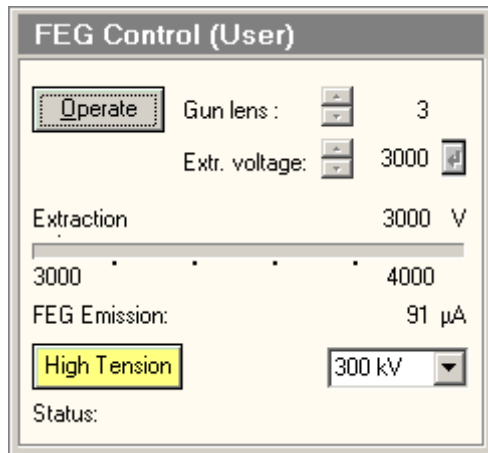 FEG Control (User)
Operate Gun lens : 3
Extr. voltage: 3000
Extraction 3000 V
3000 4000
FEG Emission: 91 µA
High Tension 300 kV
Status: